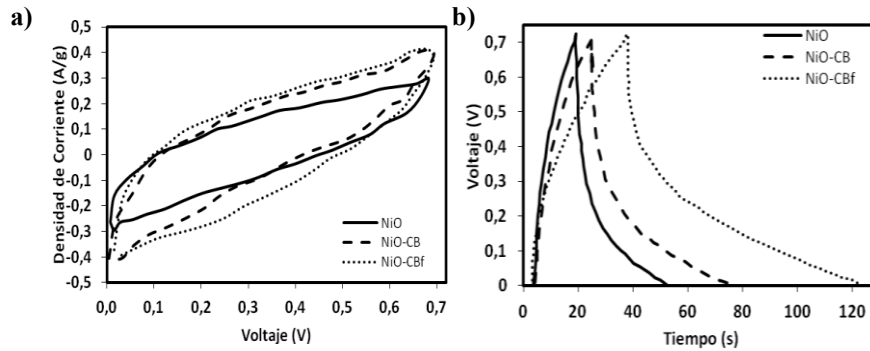 a)
Densidad de Corriente (A/g)
0,5
0,4
0,3
0,2
0,1
0
-0,1
-0,2
-0,3
-0,4
-0,5
0,0 0,1 0,2 0,3 0,4 0,5 0,6 0,7
Voltaje (V)
NiO
NiO-CB
NiO-CBf
b)
Voltaje (V)
0,7
0,6
0,5
0,4
0,3
0,2
0,1
0
0 20 40 60 80 100 120
Tiempo (s)
NiO
NiO-CB
NiO-CBf